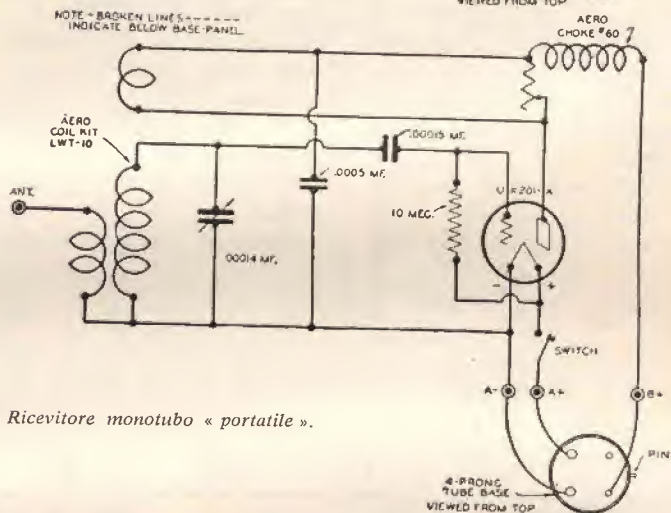 VIEWED FROM TOP
NOTE - BROKEN LINES ------
INDICATE BELOW BASE-PANEL
AERO
CHOKE #60
AERO
COIL KIT
LWT-10
.00015 MF.
.0005 MF.
ANT.
10 MEG.
.00014 MF.
- +
SWITCH
A- A+ B+
Ricevitore monotubo « portatile ».
PIN
4-PRONG
TUBE BASE
VIEWED FROM TOP